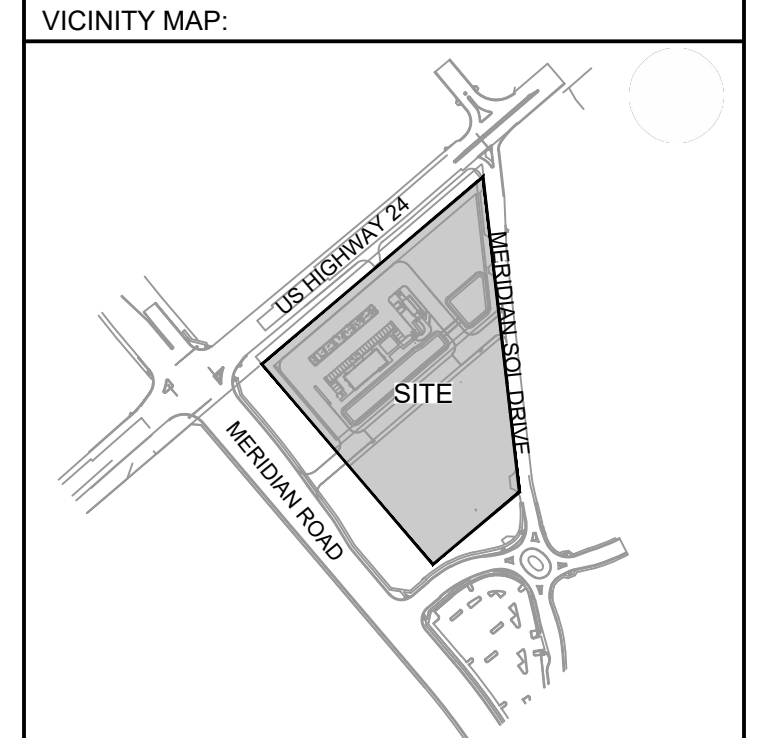 VICINITY MAP:
US HIGHWAY 24
MERIDIAN SOL DRIVE
SITE
MERIDIAN ROAD